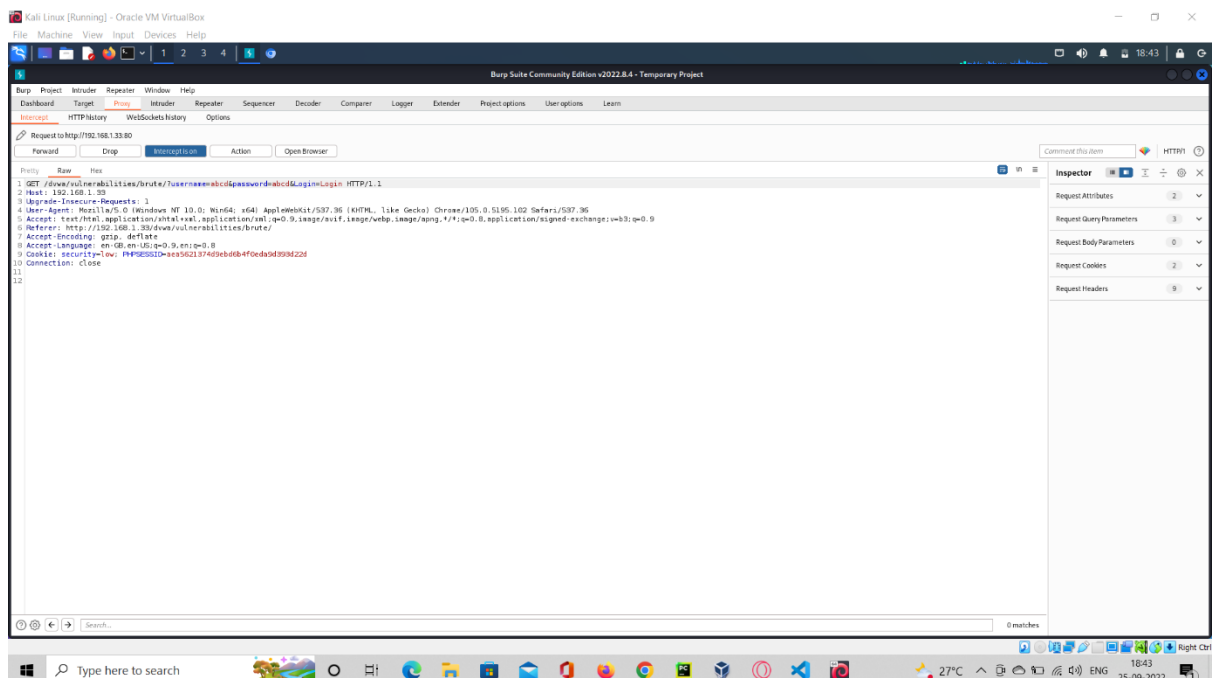 Kali Linux [Running] - Oracle VM VirtualBox
File Machine View Input Devices Help
1 2 3 4 18:43
Burp Suite Community Edition v2022.8.4 - Temporary Project
Burp Project Intruder Repeater Window Help
Dashboard Target Proxy Intruder Repeater Sequencer Decoder Comparer Logger Extender Project options User options Learn
Intercept HTTP history WebSockets history Options
Request to http://192.168.1.33:80
Forward Drop Intercept is on Action Open Browser Comment this item HTTP/1
Pretty Raw Hex
Inspector
1 GET /dvwa/vulnerabilities/brute/?username=abcd&password=abcd&Login=Login HTTP/1.1
2 Host: 192.168.1.33
3 Upgrade-Insecure-Requests: 1
4 User-Agent: Mozilla/5.0 (Windows NT 10.0; Win64; x64) AppleWebKit/537.36 (KHTML, like Gecko) Chrome/105.0.5195.102 Safari/537.36
5 Accept: text/html,application/xhtml+xml,application/xml;q=0.9,image/avif,image/webp,image/apng,*/*;q=0.8,application/signed-exchange;v=b3;q=0.9
6 Referer: http://192.168.1.33/dvwa/vulnerabilities/brute/
7 Accept-Encoding: gzip, deflate
8 Accept-Language: en-GB,en-US;q=0.9,en;q=0.8
9 Cookie: security=low; PHPSESSID=aea5621374d9ebd6b4f0eda9d398d22d
10 Connection: close
11
12
Request Attributes 2
Request Query Parameters 3
Request Body Parameters 0
Request Cookies 2
Request Headers 9
Search... 0 matches
Right Ctrl
Type here to search 27°C ENG 18:43
25-09-2022